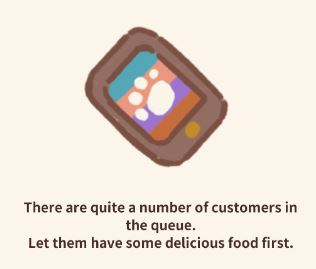 There are quite a number of customers in
the queue.
Let them have some delicious food first.